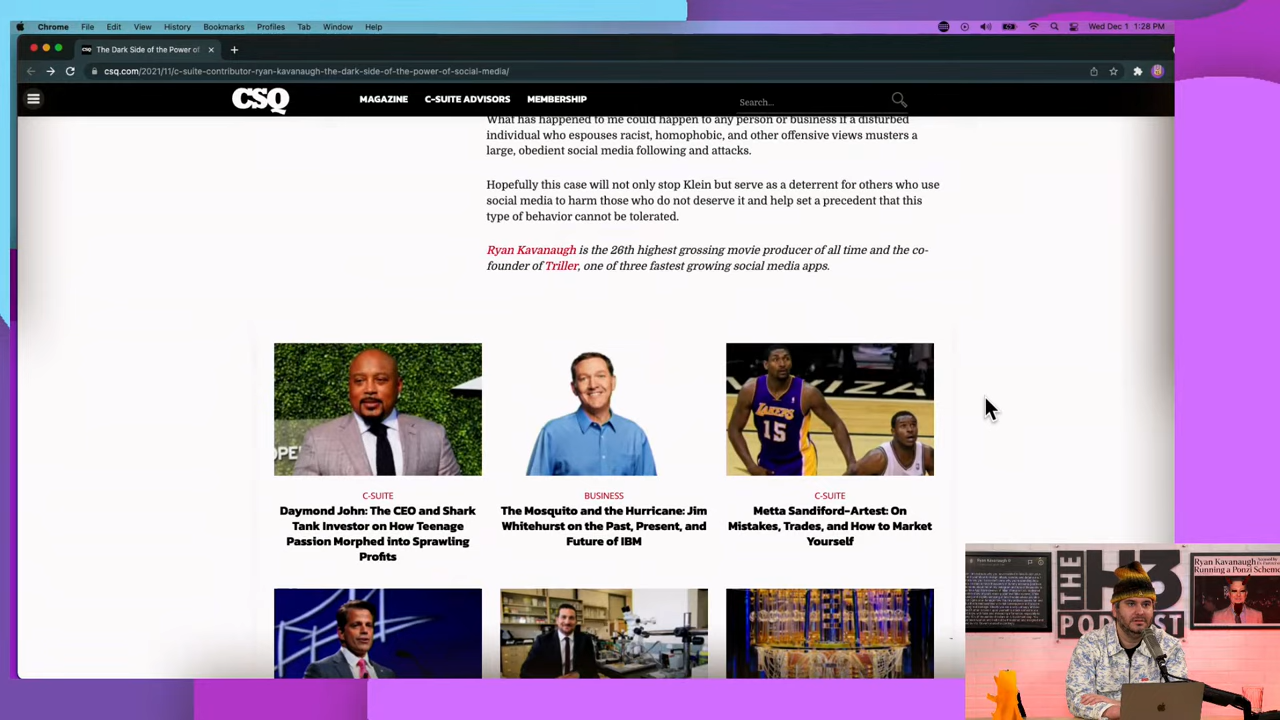 Chrome File Edit View History Bookmarks Profiles Tab Window Help
Wed Dec 1 1:28 PM
CSQ The Dark Side of the Power of
csq.com/2021/11/c-suite-contributor-ryan-kavanaugh-the-dark-side-of-the-power-of-social-media/
CSQ MAGAZINE C-SUITE ADVISORS MEMBERSHIP Search...
What has happened to me could happen to any person or business if a disturbed
individual who espouses racist, homophobic, and other offensive views musters a
large, obedient social media following and attacks.
Hopefully this case will not only stop Klein but serve as a deterrent for others who use
social media to harm those who do not deserve it and help set a precedent that this
type of behavior cannot be tolerated.
Ryan Kavanaugh is the 26th highest grossing movie producer of all time and the co-
founder of Triller, one of three fastest growing social media apps.
LAKERS
15
C-SUITE
Daymond John: The CEO and Shark
Tank Investor on How Teenage
Passion Morphed into Sprawling
Profits
BUSINESS
The Mosquito and the Hurricane: Jim
Whitehurst on the Past, Present, and
Future of IBM
C-SUITE
Metta Sandiford-Artest: On
Mistakes, Trades, and How to Market
Yourself
THE
H3
PODCAST
Ryan Kavanaugh
Running a Ponzi Scheme